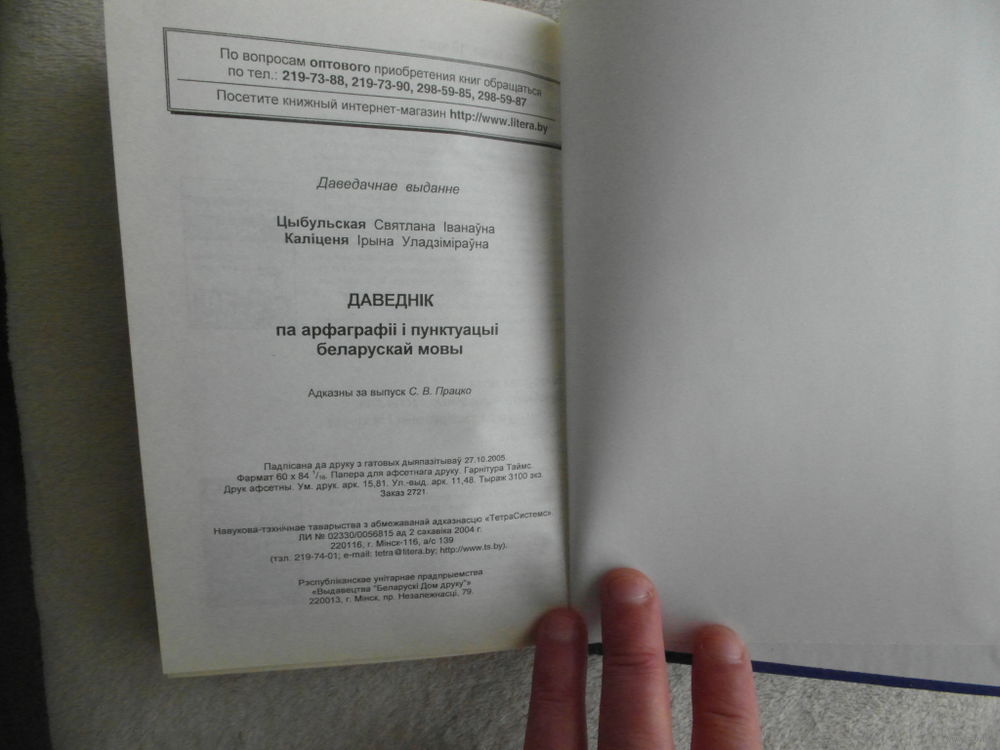 По вопросам оптового приобретения книг обращаться
по тел.: 219-73-88, 219-73-90, 298-59-85, 298-59-87
Посетите книжный интернет-магазин http://www.litera.by
Даведачнае выданне
Цыбульская Святлана Іванаўна
Каліценя Ірына Уладзіміраўна
ДАВЕДНІК
па арфаграфіі і пунктуацыі
беларускай мовы
Адказны за выпуск С. В. Працко
Падпісана да друку з гатовых дыяпазітываў 27.10.2005.
Фармат 60 х 84 1/16. Папера для афсетнага друку. Гарнітура Таймс.
Друк афсетны. Ум. друк. арк. 15,81. Ул.-выд. арк. 11,48. Тыраж 3100 экз.
Заказ 2721.
Навукова-тэхнічнае таварыства з абмежаванай адказнасцю «ТетраСистемс».
ЛИ № 02330/0056815 ад 2 сакавіка 2004 г.
220116, г. Мінск-116, а/с 139
(тэл. 219-74-01; e-mail: tetra@litera.by; http://www.ts.by).
Рэспубліканскае унітарнае прадпрыемства
«Выдавецтва "Беларускі Дом друку"»
220013, г. Мінск, пр. Незалежнасці, 79.